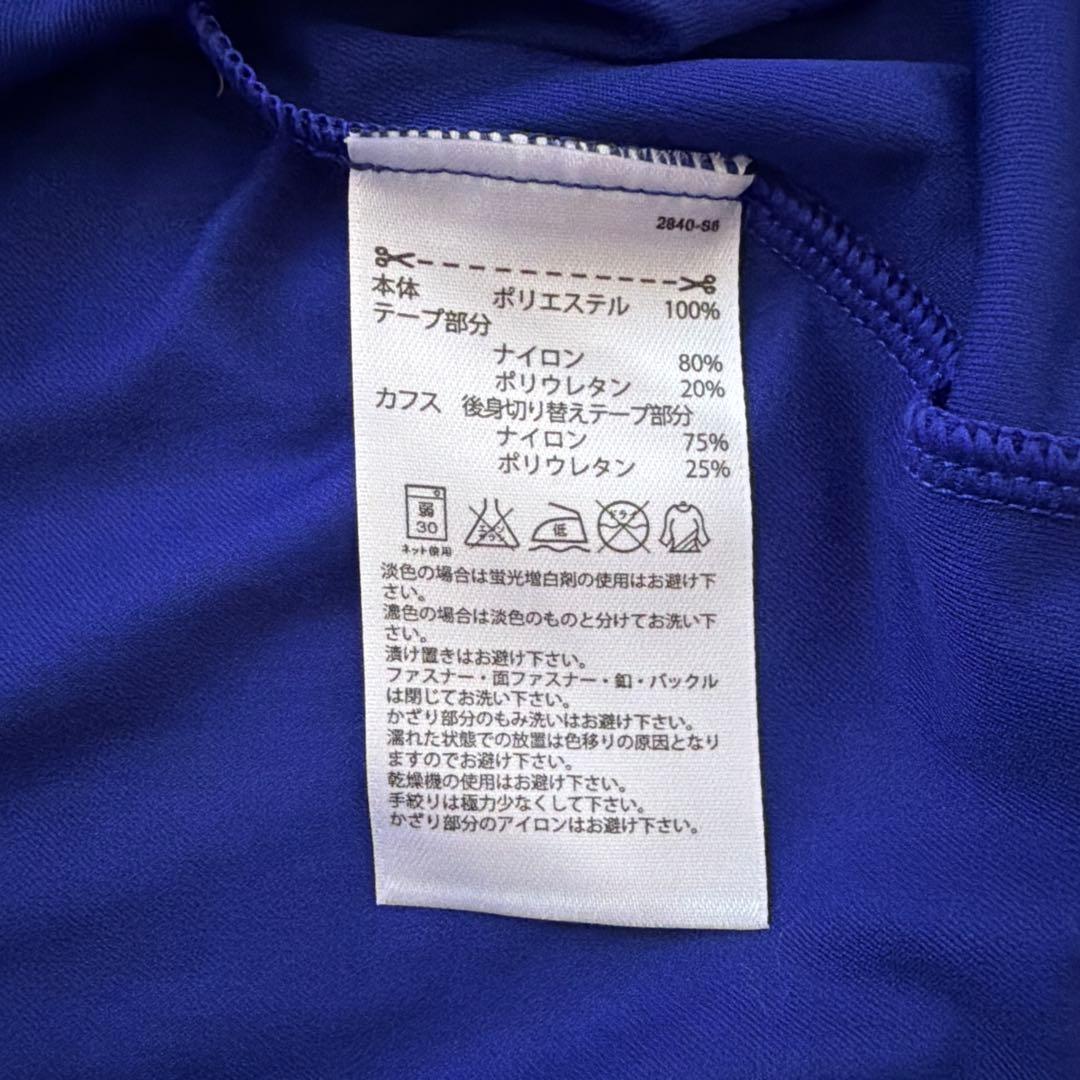 2840-S6
本体 ポリエステル 100%
テープ部分
ナイロン 80%
ポリウレタン 20%
カフス 後身切り替えテープ部分
ナイロン 75%
ポリウレタン 25%
弱
30
ネット使用
エンソ
サラシ
低
ドライ
淡色の場合は蛍光増白剤の使用はお避け下
さい。
濃色の場合は淡色のものと分けてお洗い下
さい。
漬け置きはお避け下さい。
ファスナー・面ファスナー・釦・バックル
は閉じてお洗い下さい。
かざり部分のもみ洗いはお避け下さい。
濡れた状態での放置は色移りの原因となり
ますのでお避け下さい。
乾燥機の使用はお避け下さい。
手絞りは極力少なくして下さい。
かざり部分のアイロンはお避け下さい。